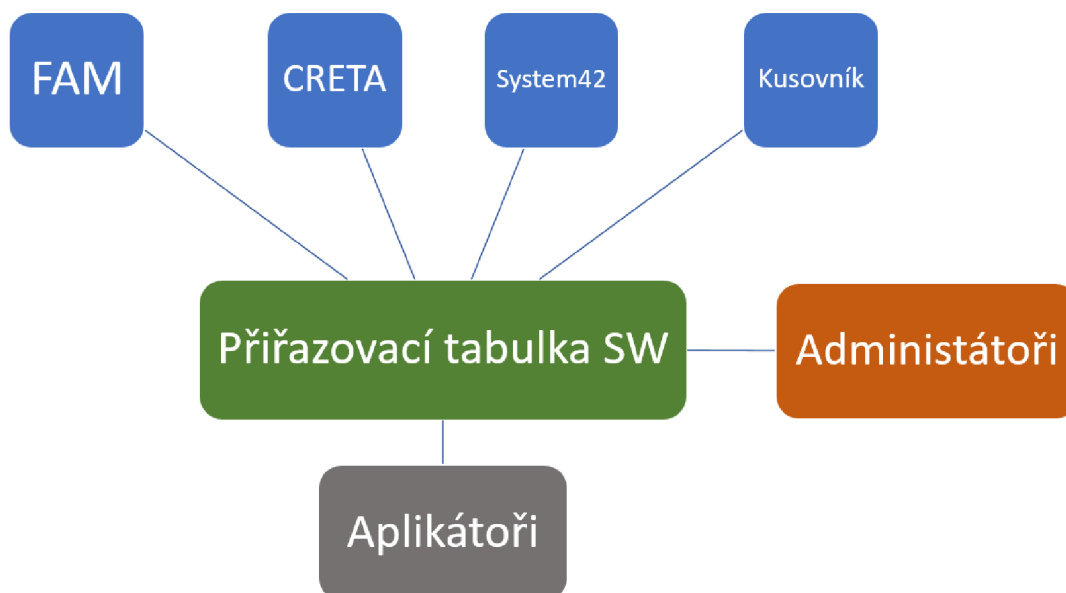 FAM
CRETA
System42
Kusovník
Přiřazovací tabulka SW
Administátoři
Aplikátoři